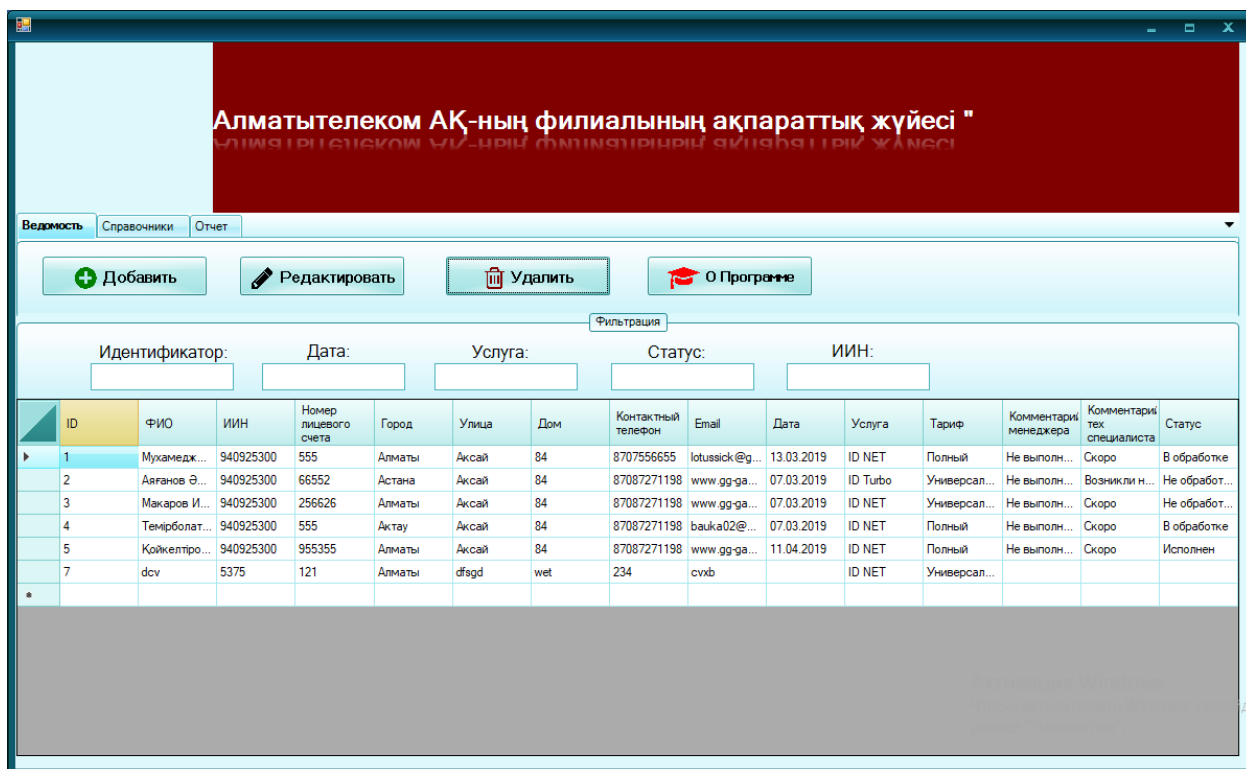 Алматытелеком АҚ-ның филиалының ақпараттық жүйесі "
Ведомость Справочники Отчет
Добавить Редактировать Удалить О Программе
Фильтрация
Идентификатор: Дата: Услуга: Статус: ИИН:
ID ФИО ИИН Номер лицевого счета Город Улица Дом Контактный телефон Email Дата Услуга Тариф Комментарий менеджера Комментарий тех специалиста Статус
1 Мухамедж... 940925300 555 Алматы Аксай 84 8707556655 lotussick@g... 13.03.2019 ID NET Полный Не выполн... Скоро В обработке
2 Аяғанов Ә... 940925300 66552 Астана Аксай 84 87087271198 www.gg-ga... 07.03.2019 ID Turbo Универсал... Не выполн... Возникли н... Не обработ...
3 Макаров И... 940925300 256626 Алматы Аксай 84 87087271198 www.gg-ga... 07.03.2019 ID NET Универсал... Не выполн... Скоро Не обработ...
4 Темірболат... 940925300 555 Актау Аксай 84 87087271198 bauka02@... 07.03.2019 ID NET Полный Не выполн... Скоро В обработке
5 Қойкелтіро... 940925300 955355 Алматы Аксай 84 87087271198 www.gg-ga... 11.04.2019 ID NET Полный Не выполн... Скоро Исполнен
7 dcv 5375 121 Алматы dfsgd wet 234 cvxb ID NET Универсал...